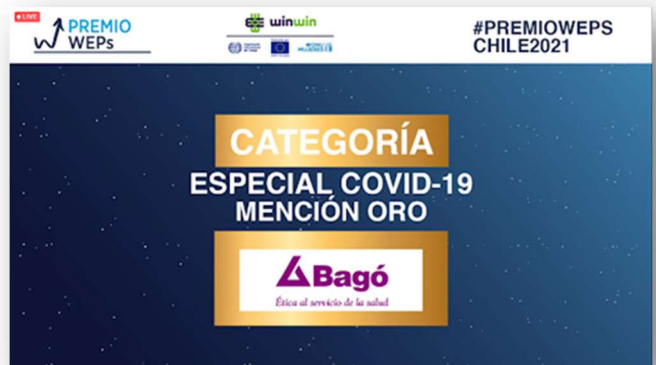 LIVE
PREMIO
WEPs
winwin
#PREMIOWEPS
CHILE2021
CATEGORÍA
ESPECIAL COVID-19
MENCIÓN ORO
Bagó
Ética al servicio de la salud